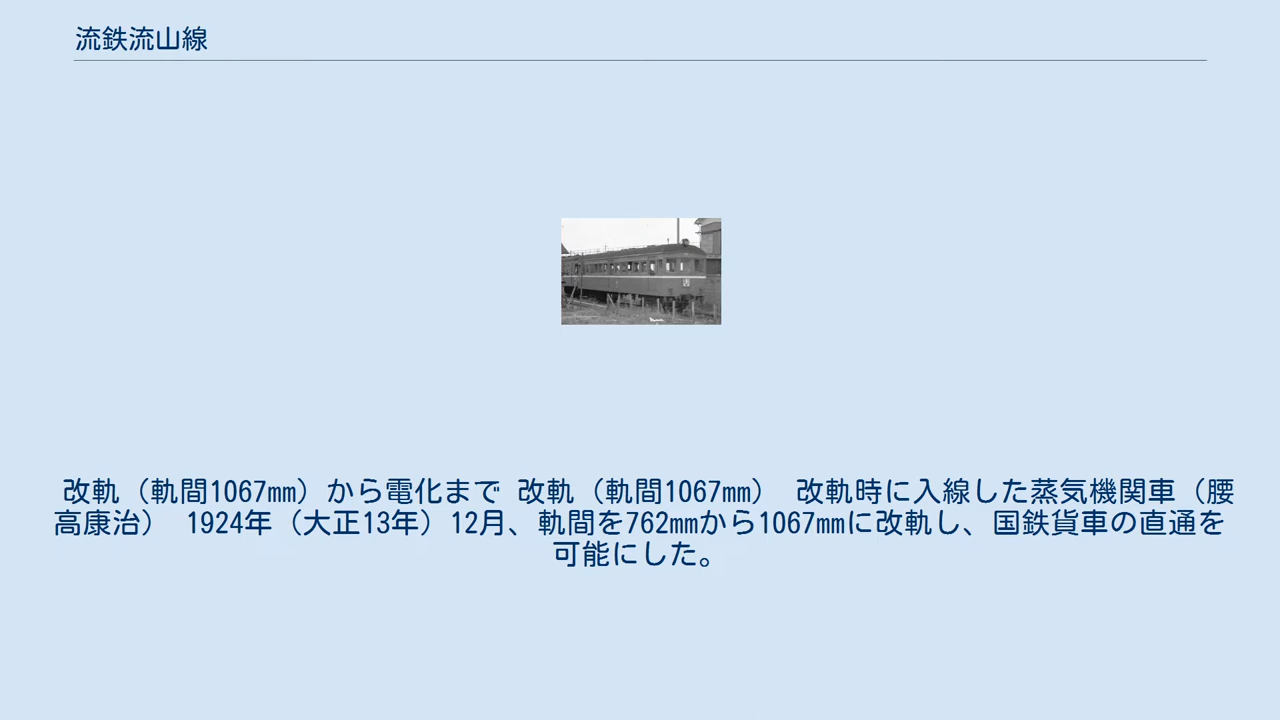 流鉄流山線
改軌（軌間1067㎜）から電化まで 改軌（軌間1067㎜） 改軌時に入線した蒸気機関車（腰
高康治） 1924年（大正13年）12月、軌間を762㎜から1067㎜に改軌し、国鉄貨車の直通を
可能にした。